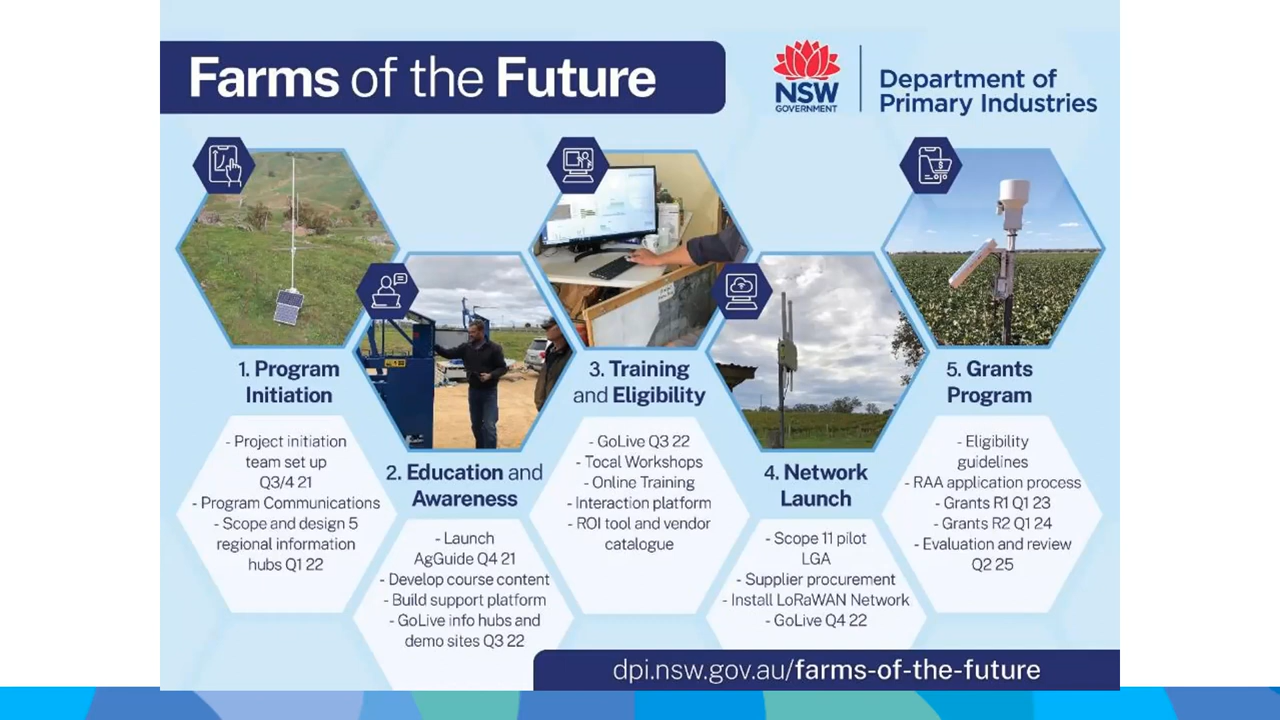 Farms of the Future
NSW
GOVERNMENT
Department of
Primary Industries
1. Program
Initiation
- Project initiation
team set up
Q3/4 21
- Program Communications
- Scope and design 5
regional information
hubs Q1 22
2. Education and
Awareness
- Launch
AgGuide Q4 21
- Develop course content
- Build support platform
- GoLive info hubs and
demo sites Q3 22
3. Training
and Eligibility
- GoLive Q3 22
- Tocal Workshops
- Online Training
- Interaction platform
- ROI tool and vendor
catalogue
4. Network
Launch
- Scope 11 pilot
LGA
- Supplier procurement
- Install LoRaWAN Network
- GoLive Q4 22
5. Grants
Program
- Eligibility
guidelines
- RAA application process
- Grants R1 Q1 23
- Grants R2 Q1 24
- Evaluation and review
Q2 25
dpi.nsw.gov.au/farms-of-the-future